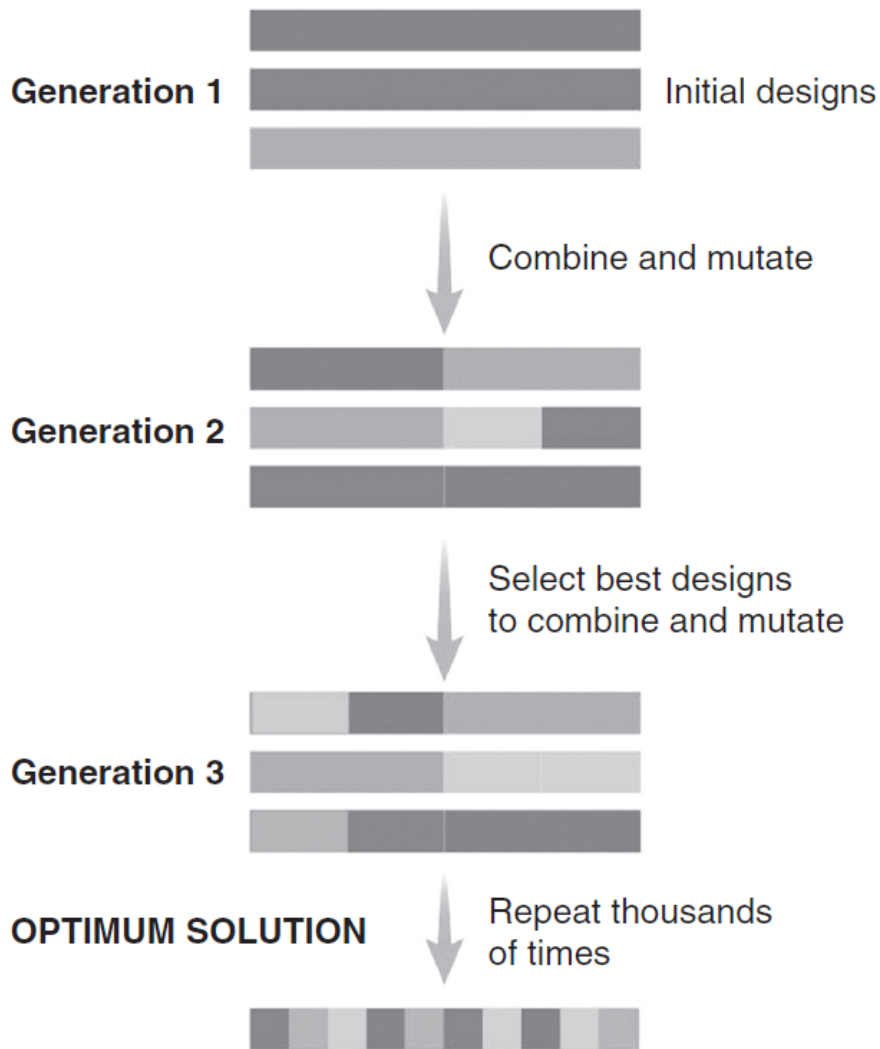 Generation 1
Initial designs
Combine and mutate
Generation 2
Select best designs
to combine and mutate
Generation 3
OPTIMUM SOLUTION
Repeat thousands
of times